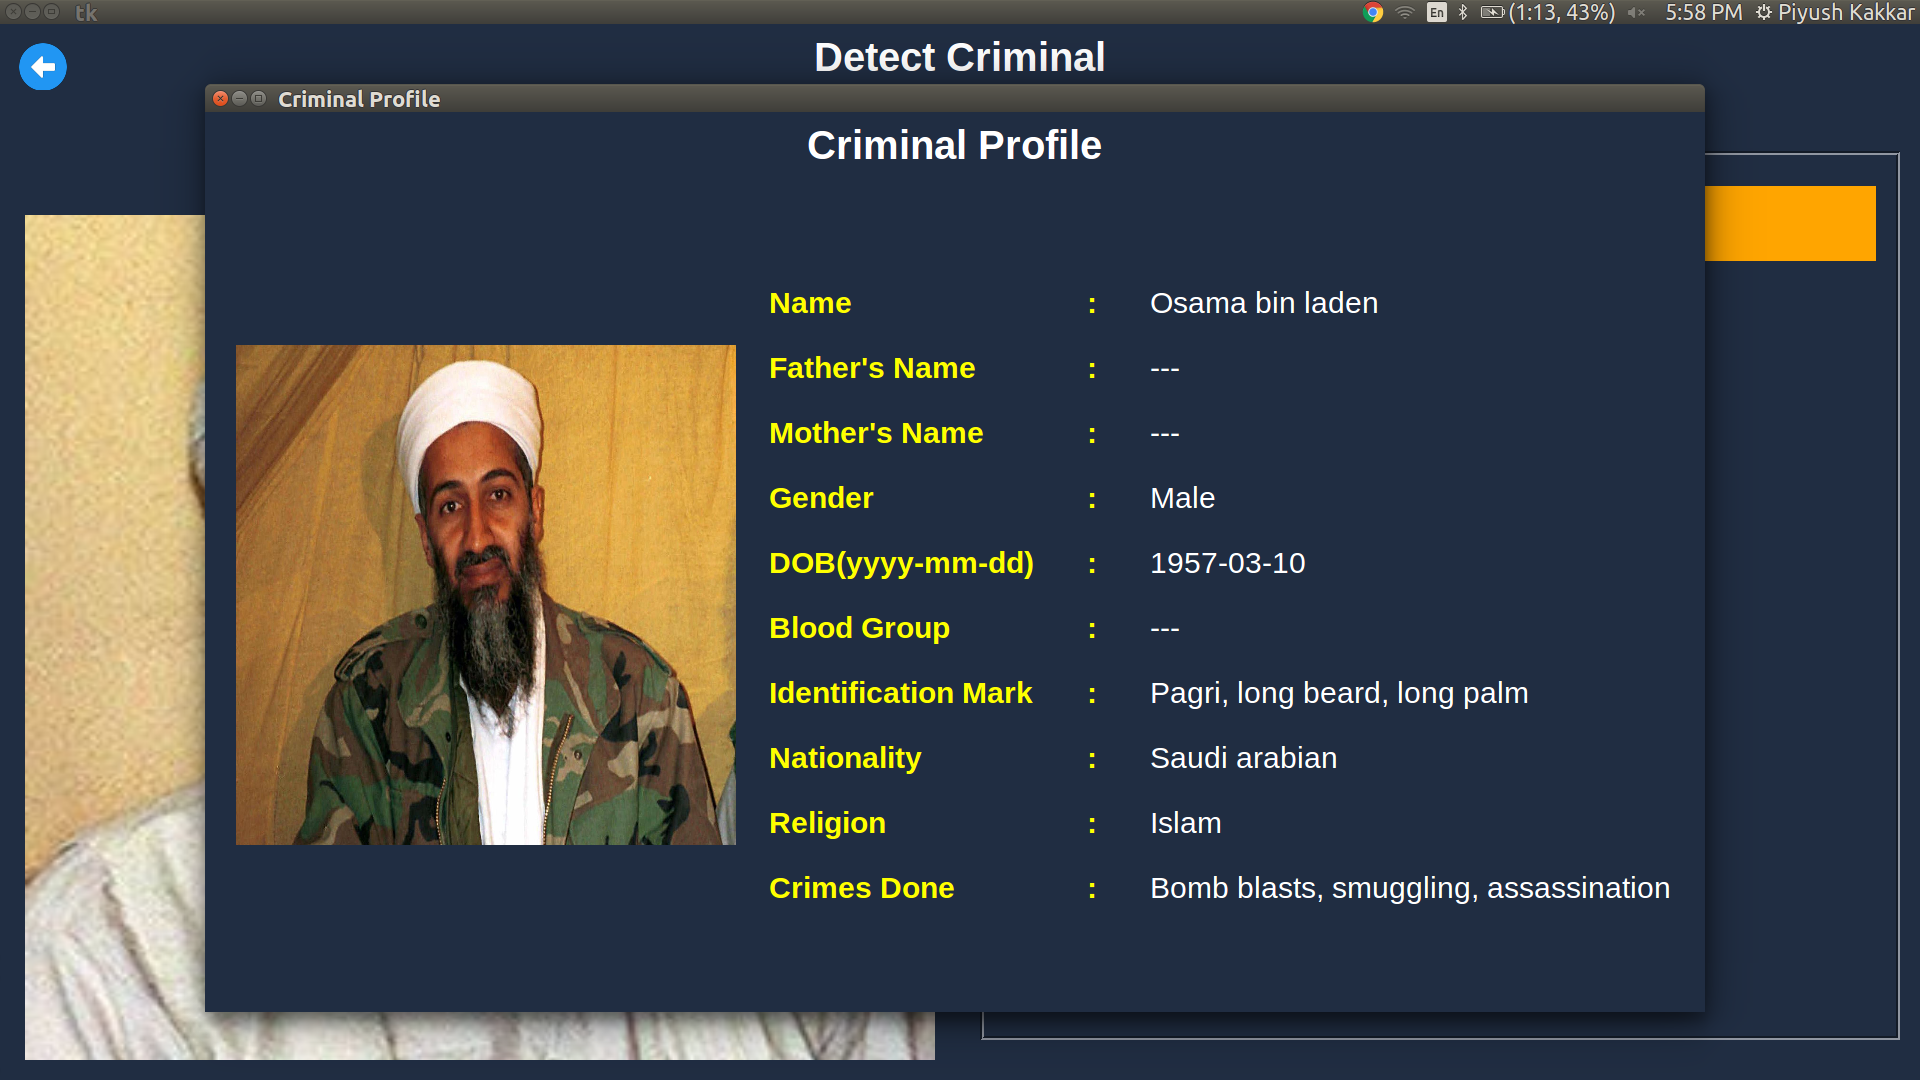 tk
En
(1:13, 43%)
5:58 PM
Piyush Kakkar
Detect Criminal
Criminal Profile
Criminal Profile
Name : Osama bin laden
Father's Name : ---
Mother's Name : ---
Gender : Male
DOB(yyyy-mm-dd) : 1957-03-10
Blood Group : ---
Identification Mark : Pagri, long beard, long palm
Nationality : Saudi arabian
Religion : Islam
Crimes Done : Bomb blasts, smuggling, assassination